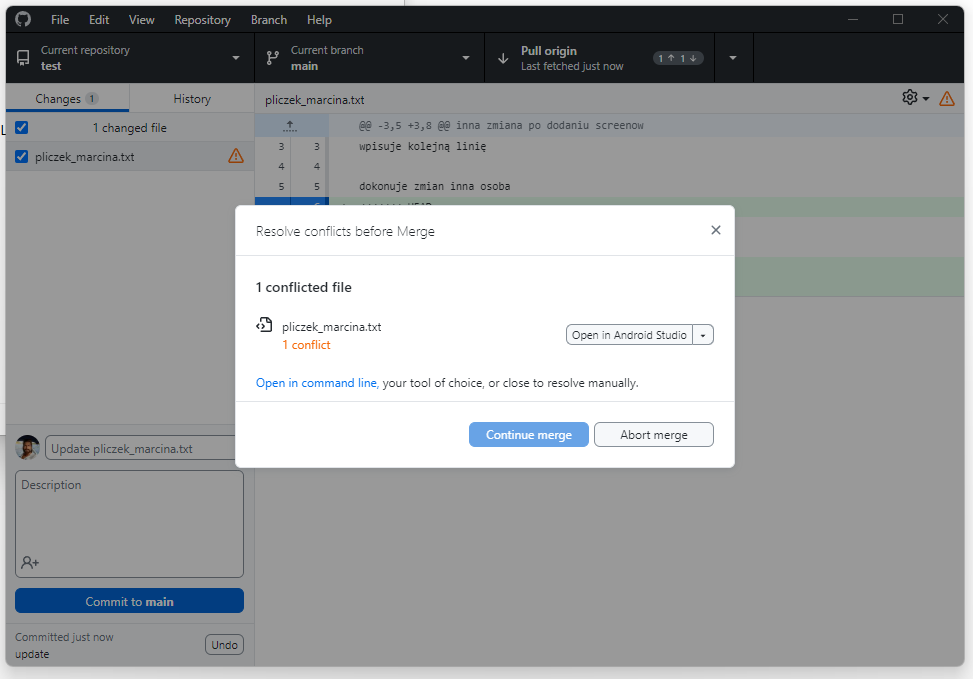 File Edit View Repository Branch Help
Current repository
test
Current branch
main
Pull origin
Last fetched just now
1 1
Changes 1
History
pliczek_marcina.txt
1 changed file
pliczek_marcina.txt
@@ -3,5 +3,8 @@ inna zmiana po dodaniu screenow
3 3 wpisuje kolejną linię
4 4
5 5 dokonuje zmian inna osoba
Resolve conflicts before Merge
1 conflicted file
pliczek_marcina.txt
1 conflict
Open in Android Studio
Open in command line, your tool of choice, or close to resolve manually.
Continue merge
Abort merge
Update pliczek_marcina.txt
Description
Commit to main
Committed just now
update
Undo